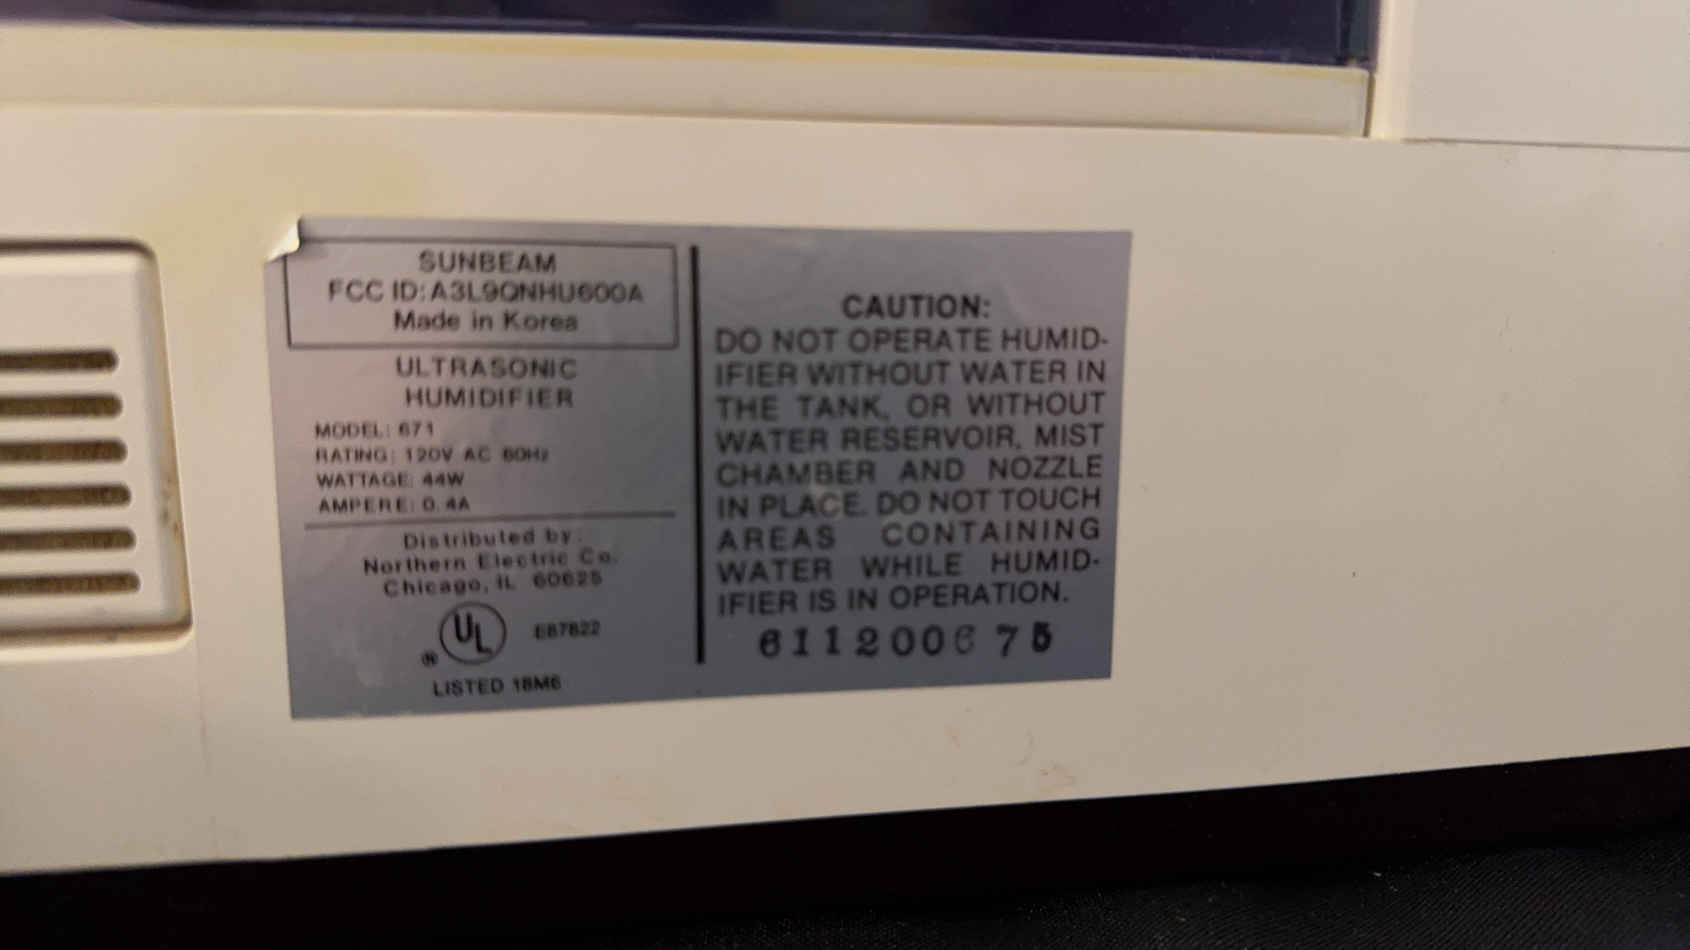 SUNBEAM
FCC ID: A3L9QNHU600A
Made in Korea
ULTRASONIC
HUMIDIFIER
MODEL: 671
RATING: 120V AC 60Hz
WATTAGE: 44W
AMPERE: 0.4A
Distributed by:
Northern Electric Co.
Chicago, IL 60625
UL
®
E87822
LISTED 18M6
CAUTION:
DO NOT OPERATE HUMID-
IFIER WITHOUT WATER IN
THE TANK, OR WITHOUT
WATER RESERVOIR, MIST
CHAMBER AND NOZZLE
IN PLACE. DO NOT TOUCH
AREAS CONTAINING
WATER WHILE HUMID-
IFIER IS IN OPERATION.
611200675